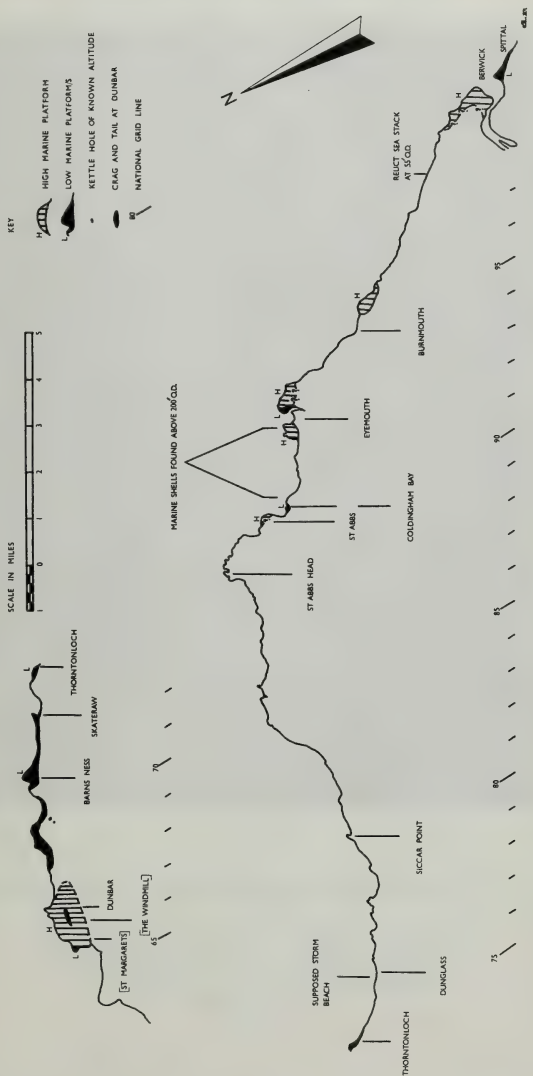 SCALE IN MILES
1 0 1 2 3 4 5
KEY
H HIGH MARINE PLATFORM
L LOW MARINE PLATFORM/S
KETTLE HOLE OF KNOWN ALTITUDE
CRAG AND TAIL AT DUNBAR
80 NATIONAL GRID LINE
N
[ST MARGARETS]
[THE WINDMILL]
DUNBAR
BARNS NESS
SKATERAW
THORNTONLOCH
L
H
L
L
65
70
THORNTONLOCH
SUPPOSED STORM
BEACH
DUNGLASS
SICCAR POINT
ST ABBS HEAD
ST ABBS
COLDINGHAM BAY
MARINE SHELLS FOUND ABOVE 200' O.D.
EYEMOUTH
BURNMOUTH
RELICT SEA STACK
AT 55' O.D.
BERWICK
SPITTAL
H
L
H
L
H
H
H
L
75
80
85
90
95